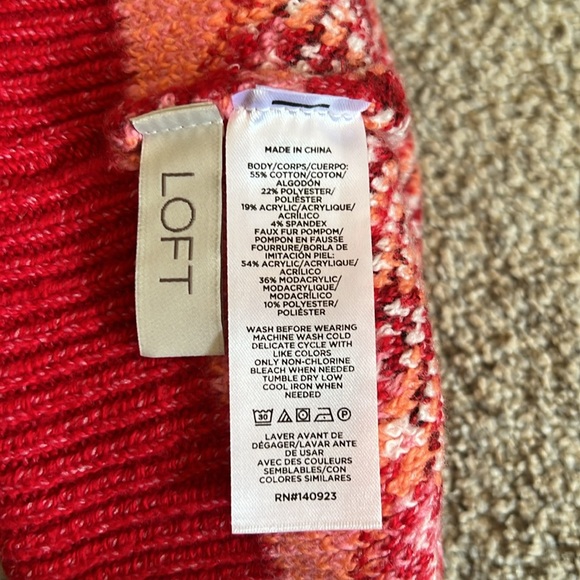 LOFT
MADE IN CHINA
BODY/CORPS/CUERPO:
55% COTTON/COTON/
ALGODÓN
22% POLYESTER/
POLIÉSTER
19% ACRYLIC/ACRYLIQUE/
ACRÍLICO
4% SPANDEX
FAUX FUR POMPOM/
POMPON EN FAUSSE
FOURRURE/BORLA DE
IMITACIÓN PIEL:
54% ACRYLIC/ACRYLIQUE/
ACRÍLICO
36% MODACRYLIC/
MODACRYLIQUE/
MODACRÍLICO
10% POLYESTER/
POLIÉSTER
WASH BEFORE WEARING
MACHINE WASH COLD
DELICATE CYCLE WITH
LIKE COLORS
ONLY NON-CHLORINE
BLEACH WHEN NEEDED
TUMBLE DRY LOW
COOL IRON WHEN
NEEDED
30 P
LAVER AVANT DE
DÉGAGER/LAVAR ANTE
DE USAR
AVEC DES COULEURS
SEMBLABLES/CON
COLORES SIMILARES
RN#140923